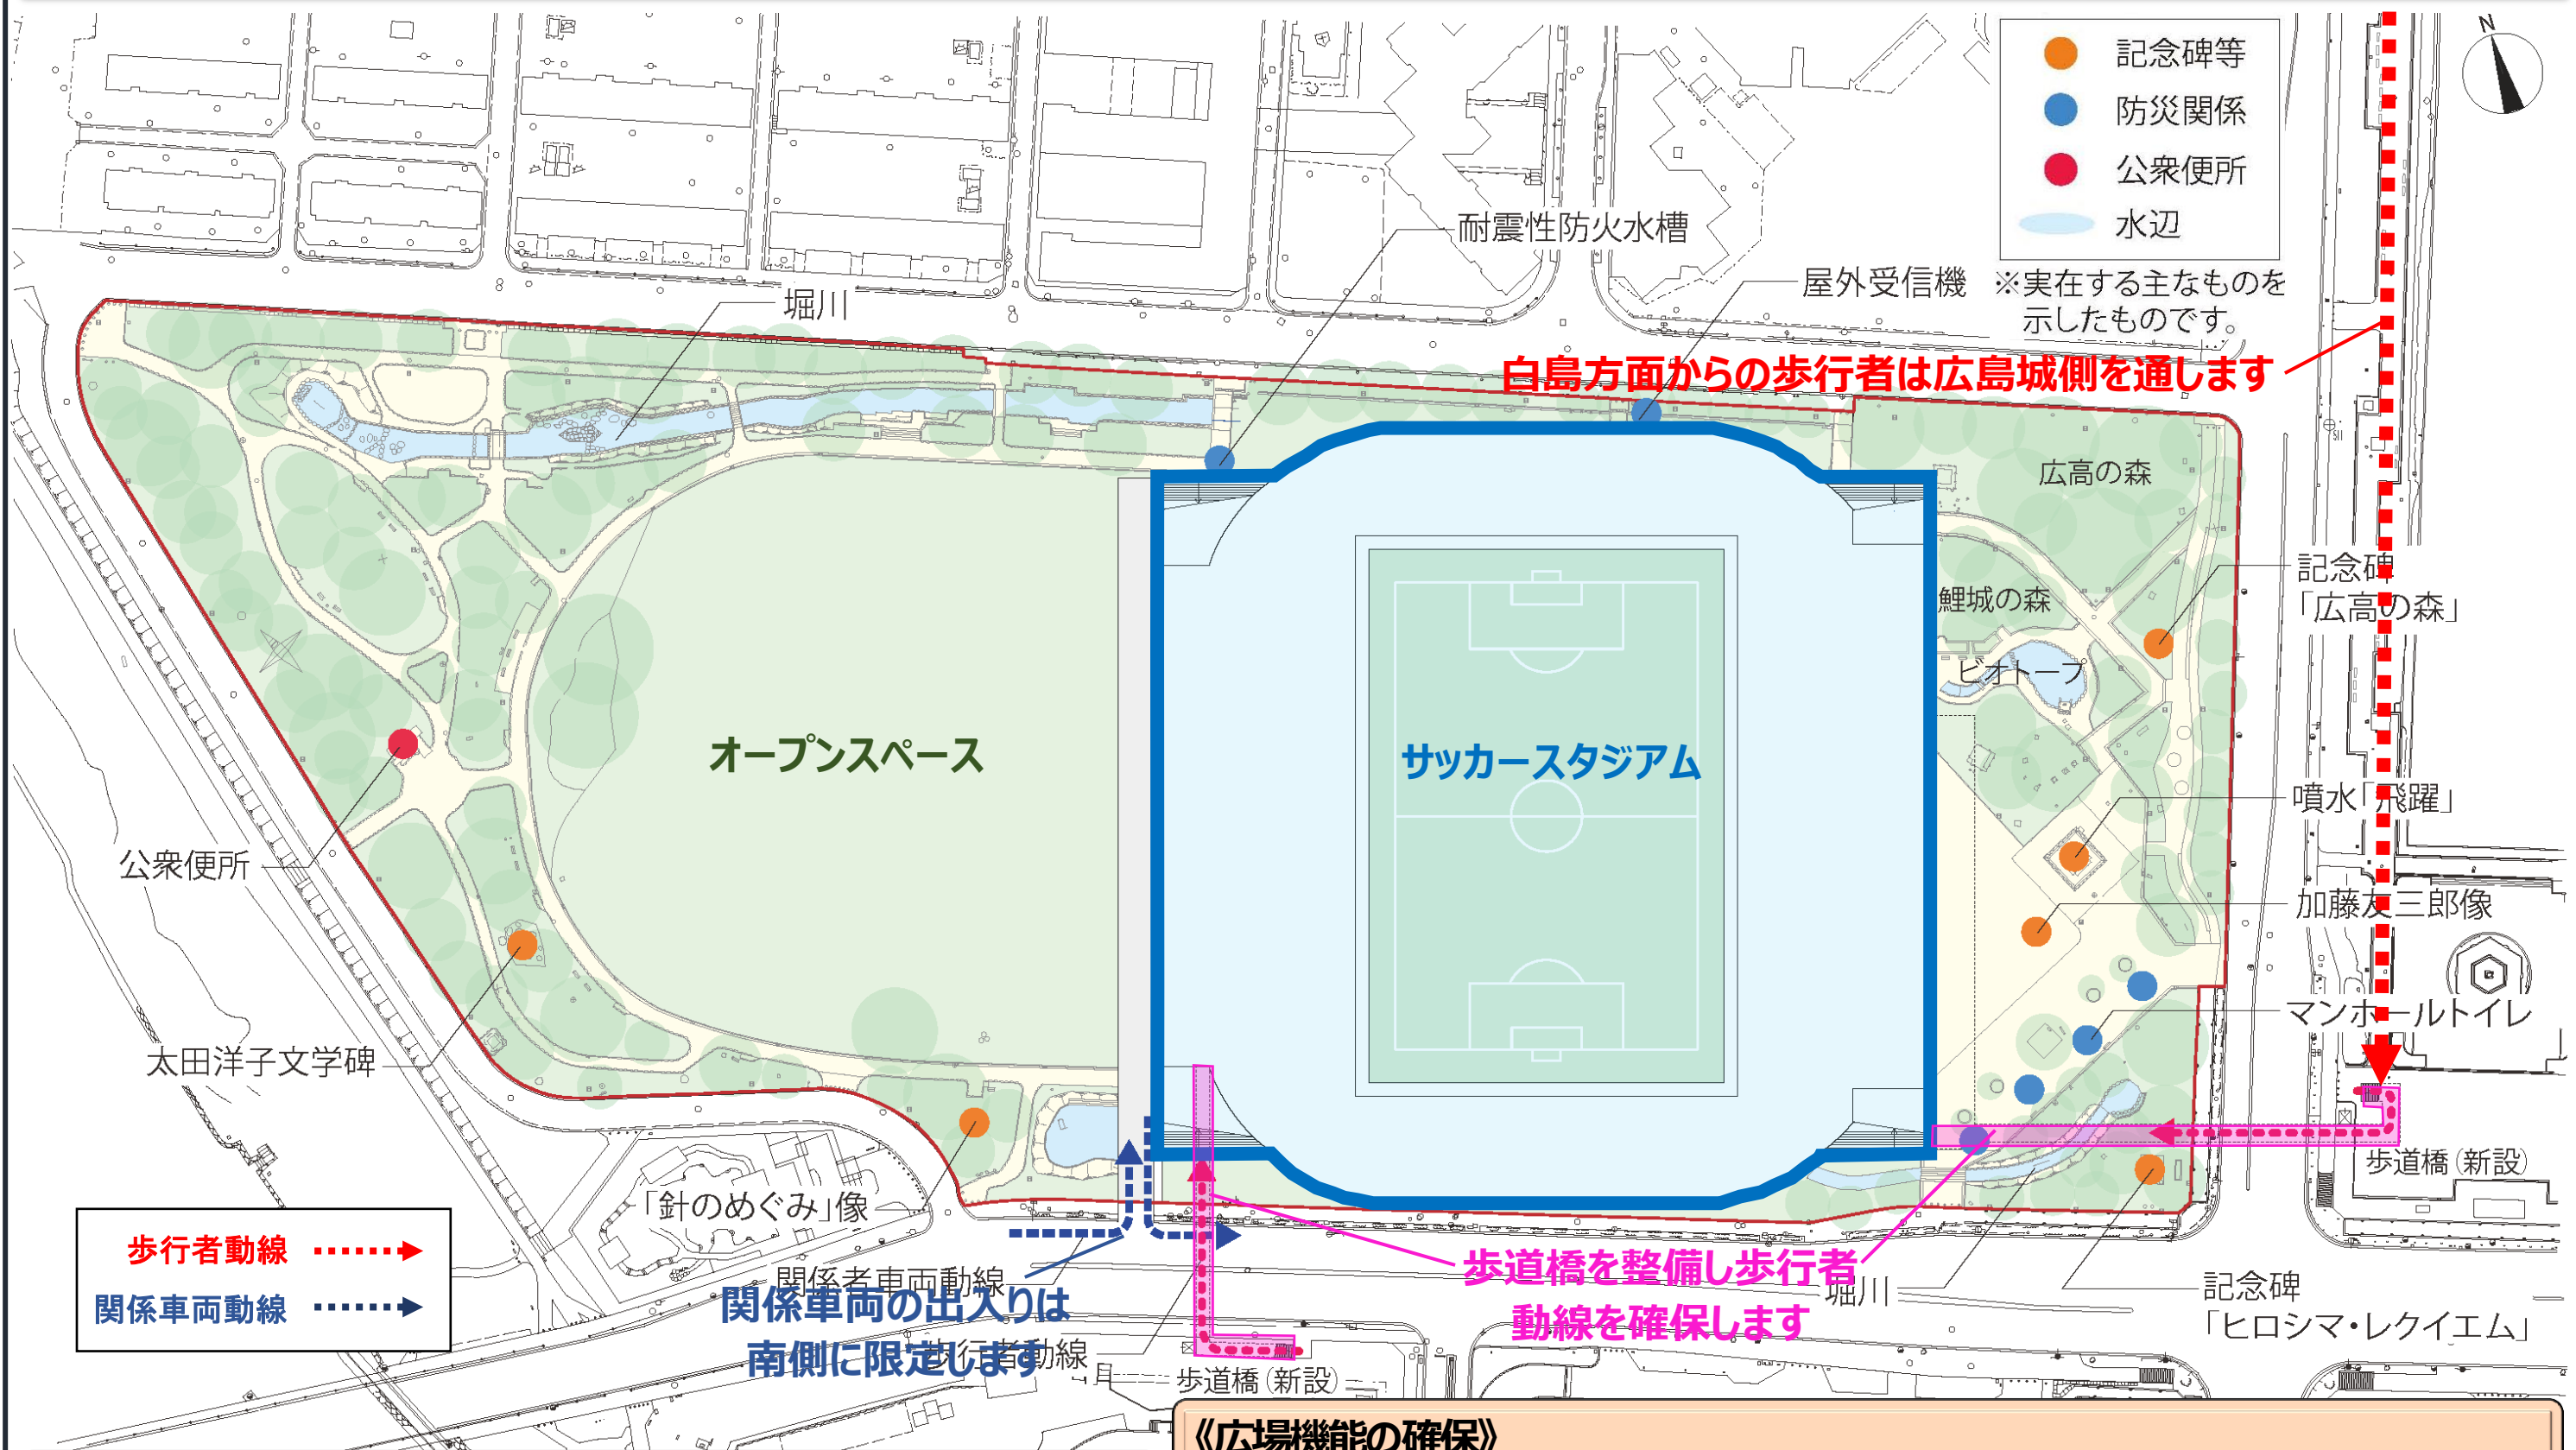 N
記念碑等
防災関係
公衆便所
水辺
※実在する主なものを
示したものです。
耐震性防火水槽
屋外受信機
堀川
白島方面からの歩行者は広島城側を通します
広高の森
記念碑
「広高の森」
鯉城の森
ビオトープ
オープンスペース
サッカースタジアム
噴水「飛躍」
公衆便所
加藤友三郎像
マンホールトイレ
太田洋子文学碑
歩道橋(新設)
「針のめぐみ」像
歩行者動線
関係車両動線
関係者車両動線
関係車両の出入りは
南側に限定します
歩行者動線
歩道橋を整備し歩行者
動線を確保します
堀川
記念碑
「ヒロシマ・レクイエム」
歩道橋(新設)
《広場機能の確保》